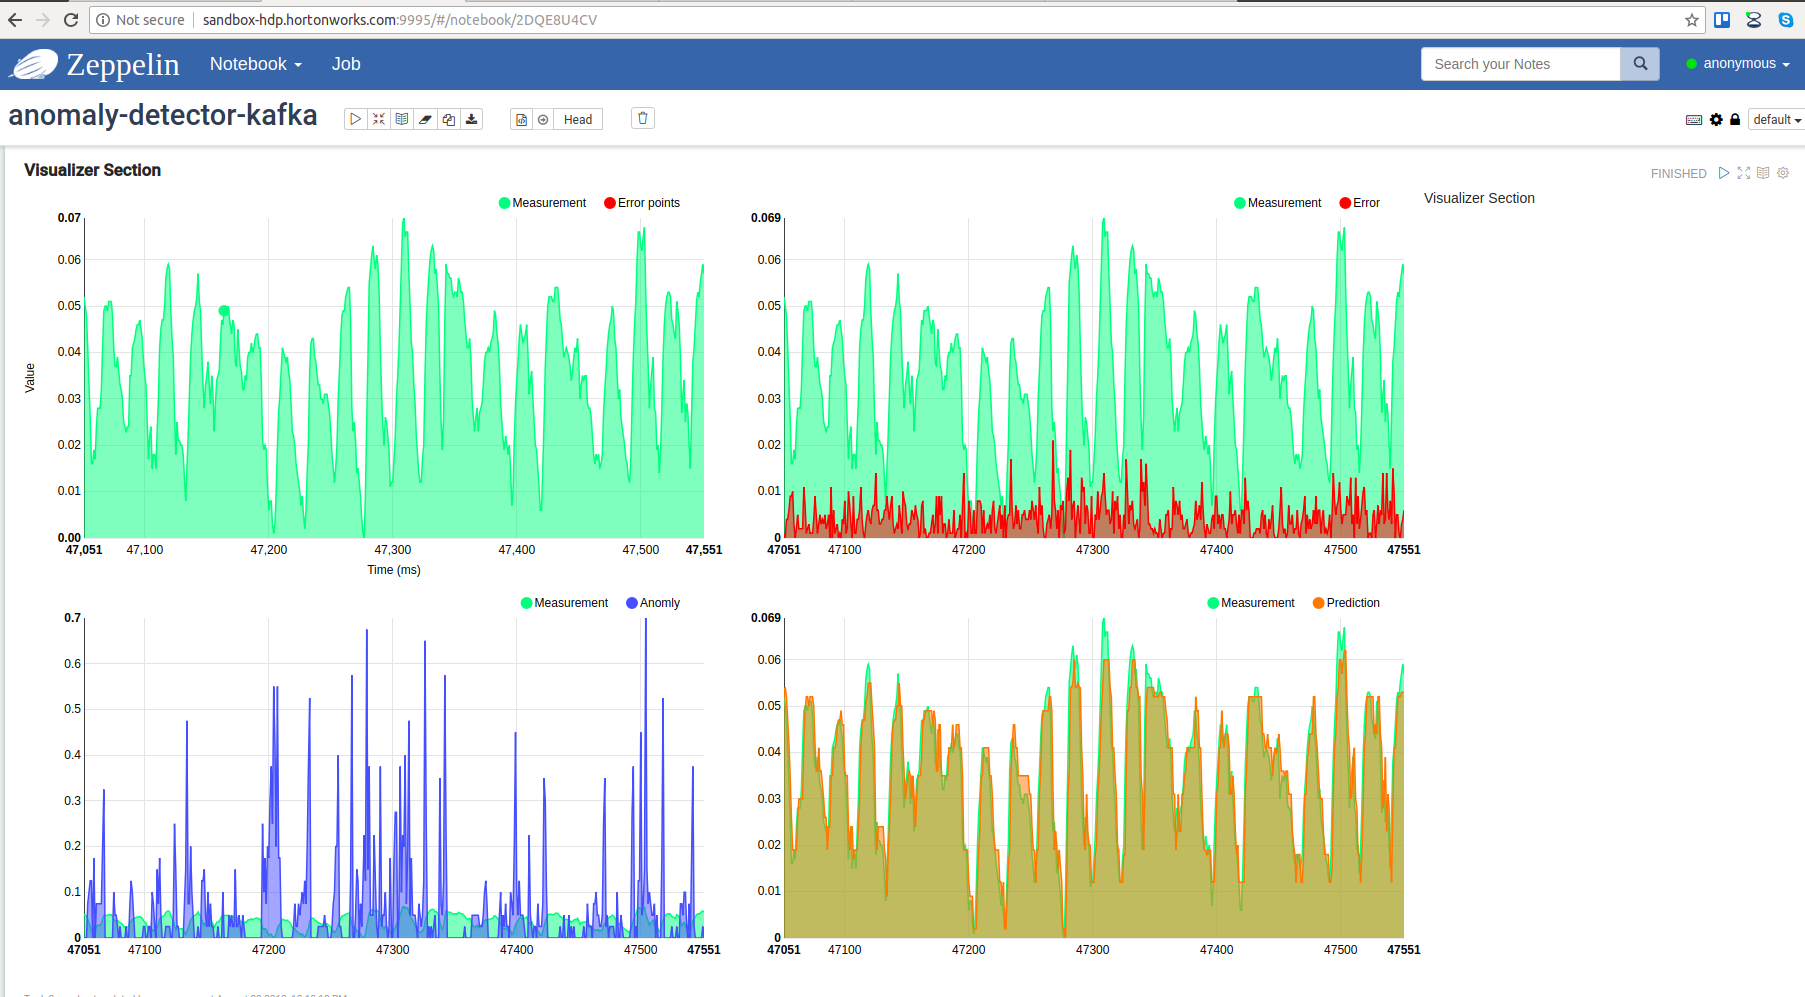 Not secure sandbox-hdp.hortonworks.com:9995/#/notebook/2DQE8U4CV
Zeppelin Notebook Job Search your Notes anonymous
anomaly-detector-kafka Head default
Visualizer Section FINISHED
Measurement Error points
0.07
0.06
0.05
0.04
0.03
0.02
0.01
0.00
Value
47,051 47,100 47,200 47,300 47,400 47,500 47,551
Time (ms)
Measurement Error
0.069
0.06
0.05
0.04
0.03
0.02
0.01
0
47051 47100 47200 47300 47400 47500 47551
Visualizer Section
Measurement Anomly
0.7
0.6
0.5
0.4
0.3
0.2
0.1
0
47051 47100 47200 47300 47400 47500 47551
Measurement Prediction
0.069
0.06
0.05
0.04
0.03
0.02
0.01
0
47051 47100 47200 47300 47400 47500 47551